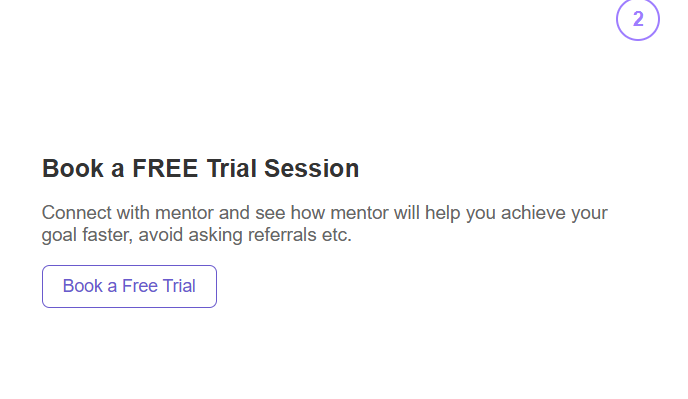 2
Book a FREE Trial Session
Connect with mentor and see how mentor will help you achieve your
goal faster, avoid asking referrals etc.
Book a Free Trial